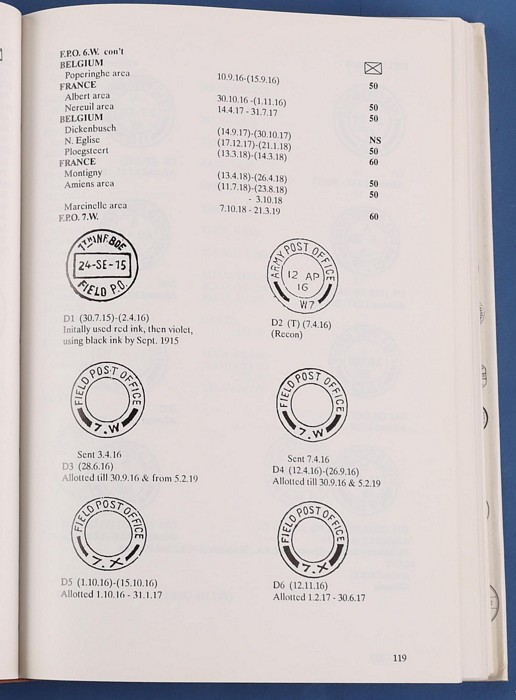 F.P.O. 6.W. con't
BELGIUM
Poperinghe area 10.9.16-(15.9.16)
FRANCE 50
Albert area 30.10.16 -(1.11.16)
Nereuil area 14.4.17 - 31.7.17 50
BELGIUM 50
Dickenbusch (14.9.17)-(30.10.17)
N. Eglise (17.12.17)-(21.1.18) NS
Ploegsteert (13.3.18)-(14.3.18) 50
FRANCE 60
Montigny (13.4.18)-(26.4.18)
Amiens area (11.7.18)-(23.8.18) 50
- 3.10.18 50
Marcinelle area 7.10.18 - 21.3.19
F.P.O. 7.W. 60
7TH INF. BDE
24-SE-15
FIELD P.O.
ARMY POST OFFICE
12 AP
16
W7
D1 (30.7.15)-(2.4.16)
Initally used red ink, then violet,
using black ink by Sept. 1915
D2 (T) (7.4.16)
(Recon)
FIELD POST OFFICE
7.W
FIELD POST OFFICE
7.W
Sent 3.4.16
D3 (28.6.16)
Allotted till 30.9.16 & from 5.2.19
Sent 7.4.16
D4 (12.4.16)-(26.9.16)
Allotted till 30.9.16 & 5.2.19
FIELD POST OFFICE
7.X
FIELD POST OFFICE
7.X
D5 (1.10.16)-(15.10.16)
Allotted 1.10.16 - 31.1.17
D6 (12.11.16)
Allotted 1.2.17 - 30.6.17
119